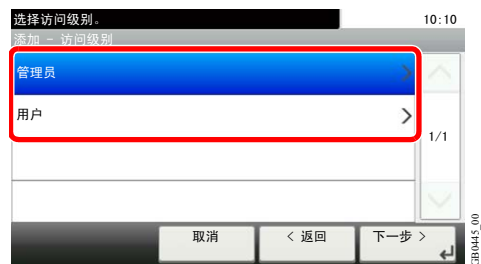 选择访问级别。 10:10
添加 - 访问级别
管理员
用户
1/1
取消 < 返回 下一步 >
GB0445_00